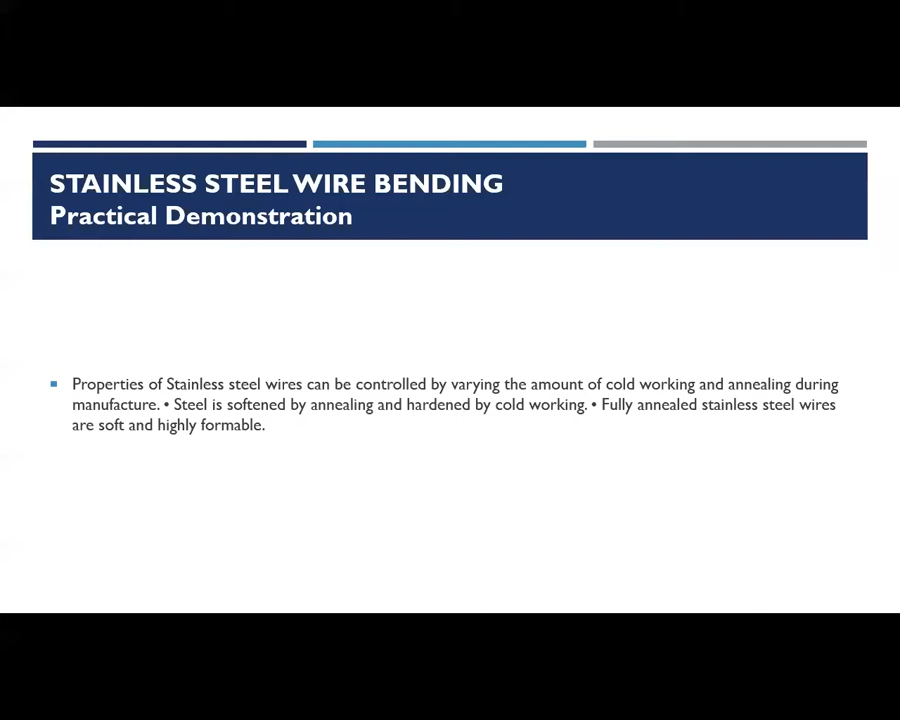 STAINLESS STEEL WIRE BENDING
Practical Demonstration
▪ Properties of Stainless steel wires can be controlled by varying the amount of cold working and annealing during
manufacture. • Steel is softened by annealing and hardened by cold working. • Fully annealed stainless steel wires
are soft and highly formable.